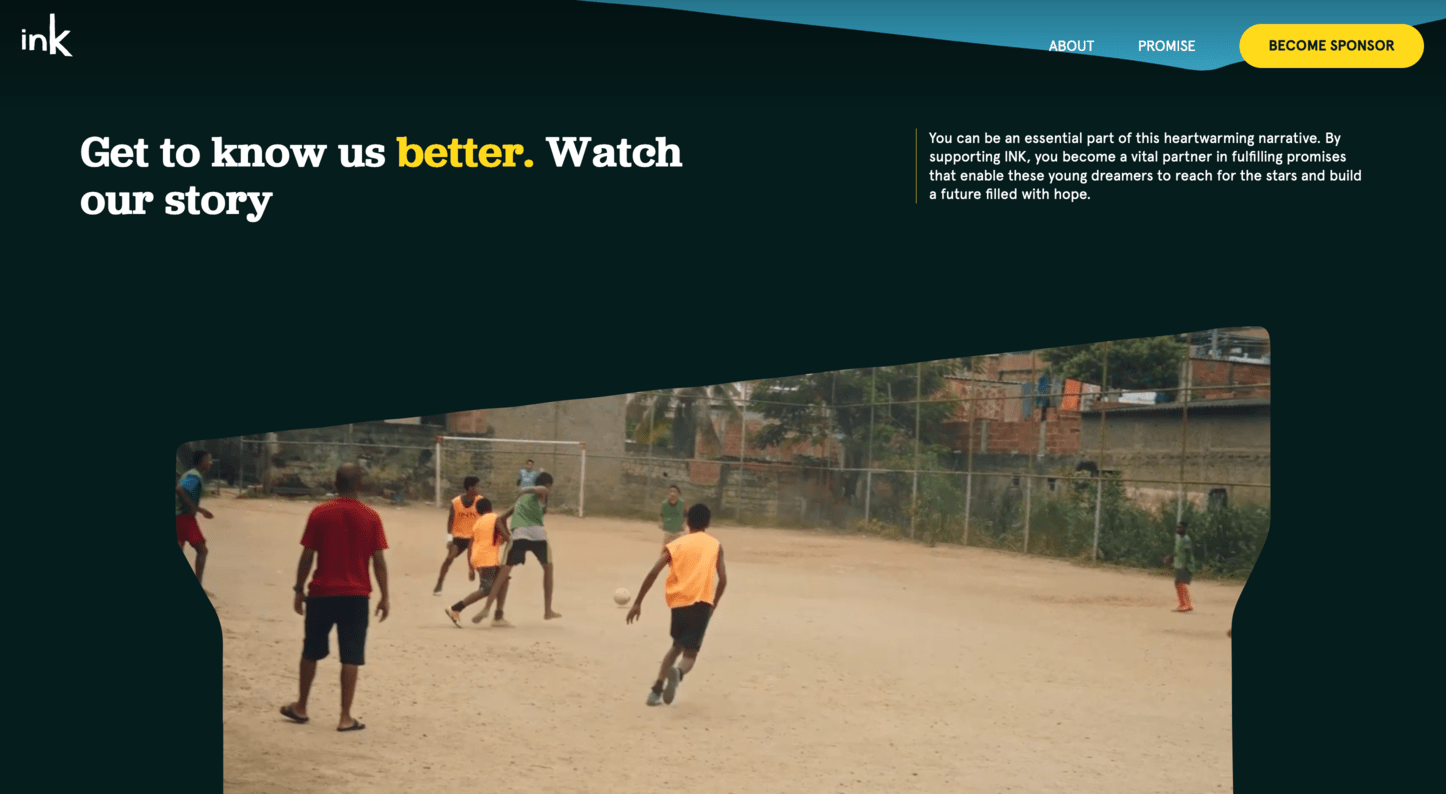 ink
ABOUT
PROMISE
BECOME SPONSOR
Get to know us better. Watch
our story
You can be an essential part of this heartwarming narrative. By
supporting INK, you become a vital partner in fulfilling promises
that enable these young dreamers to reach for the stars and build
a future filled with hope.
INK